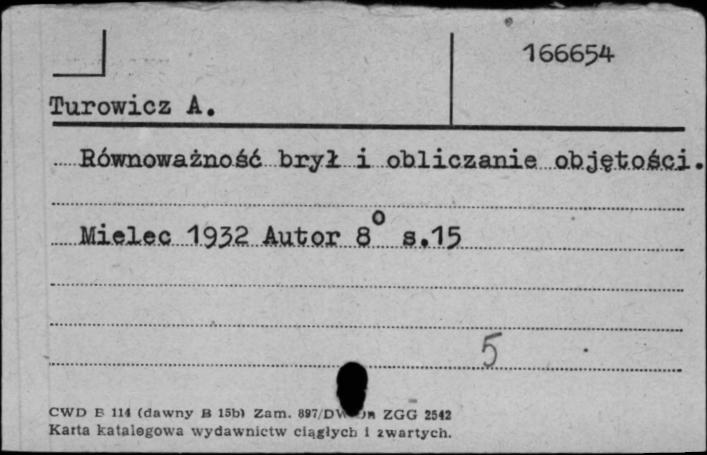 166654
Turowicz A.
Równoważność brył i obliczanie objętości.
Mielec 1932 Autor 8° s.15
5
CWD B 114 (dawny B 15b) Zam. 897/ ZGG 2542
Karta katalogowa wydawnictw ciągłych i zwartych.